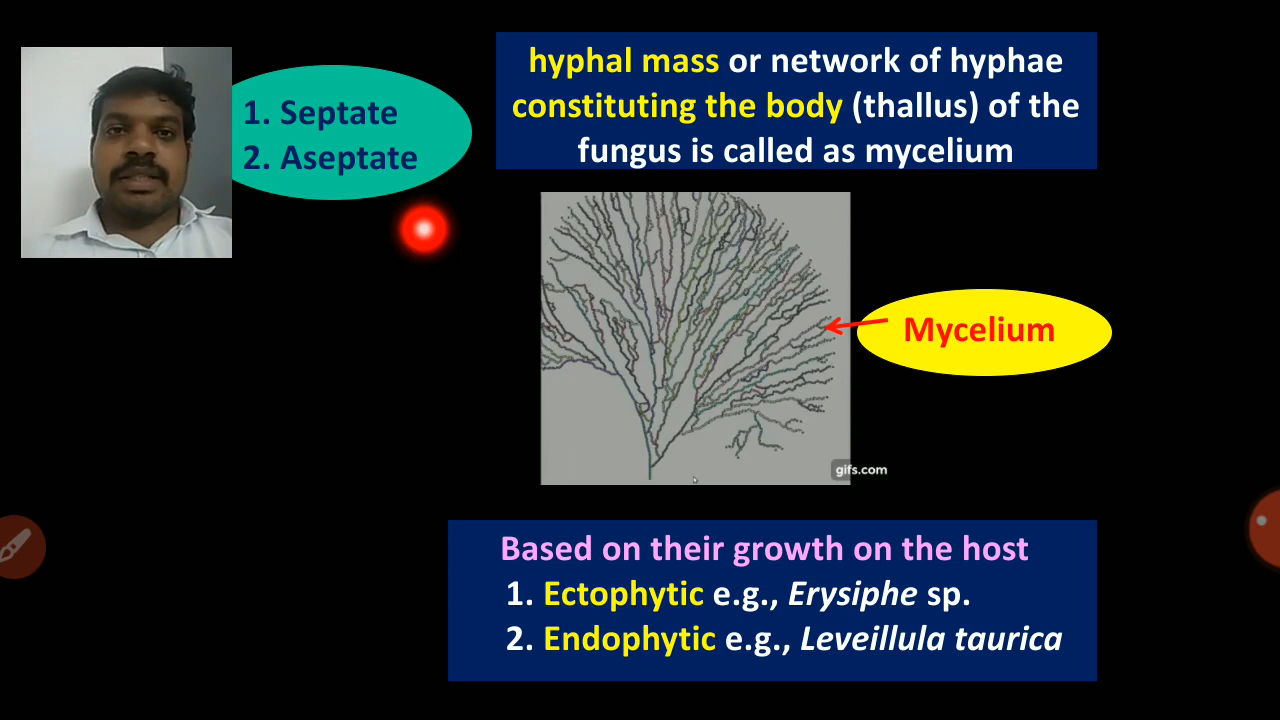 1. Septate
2. Aseptate
hyphal mass or network of hyphae
constituting the body (thallus) of the
fungus is called as mycelium
Mycelium
gifs.com
Based on their growth on the host
1. Ectophytic e.g., Erysiphe sp.
2. Endophytic e.g., Leveillula taurica